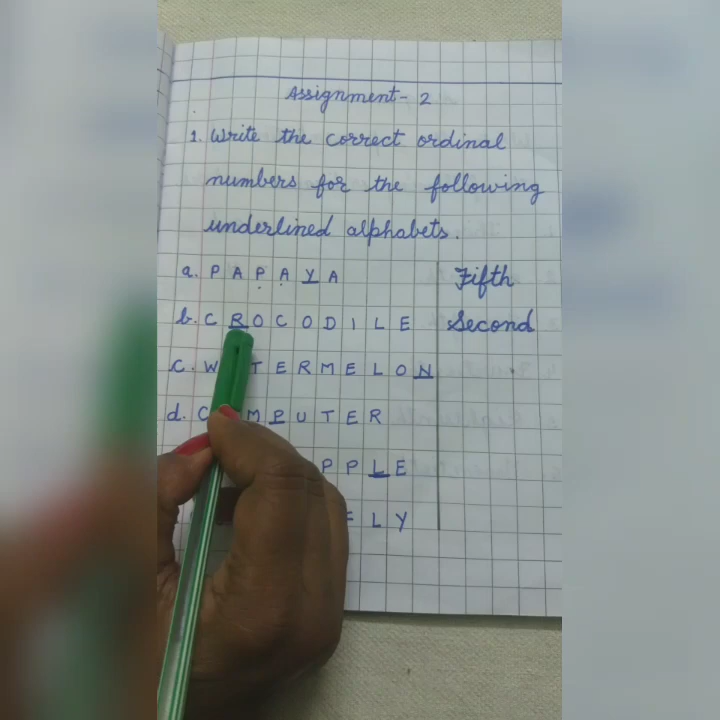 Assignment - 2
1. Write the correct ordinal
numbers for the following
underlined alphabets.
a. P A P A Y A Fifth
b. C R O C O D I L E Second
c. W T E R M E L O N
d. C M P U T E R
P P L E
L Y